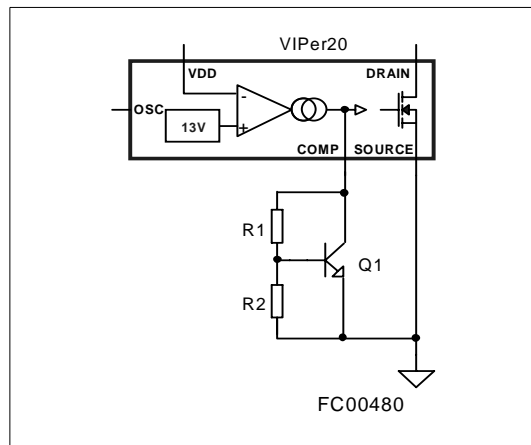 VIPer20
VDD
DRAIN
OSC
-
13V
+
COMP SOURCE
R1
Q1
R2
FC00480